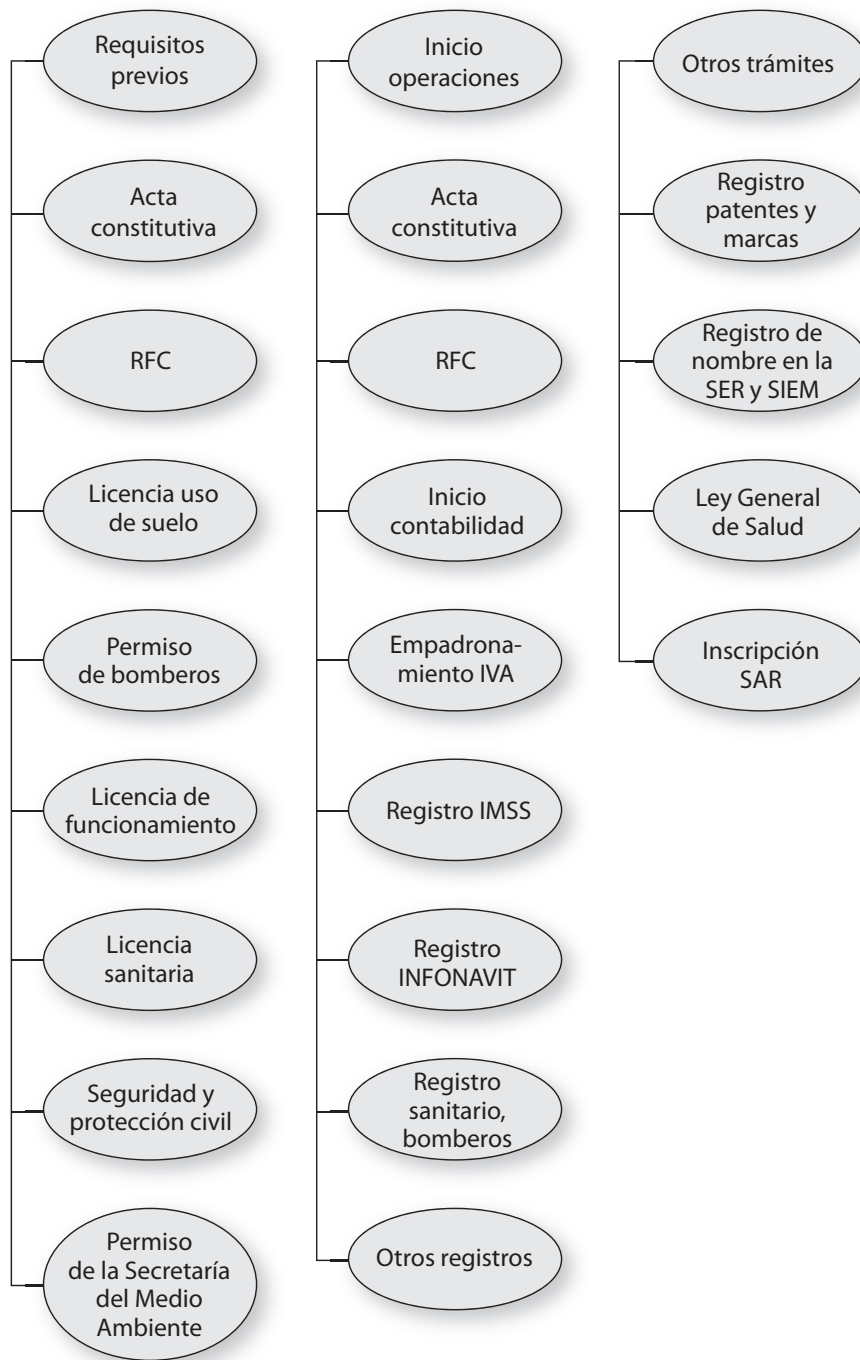 Requisitos
previos
Acta
constitutiva
RFC
Licencia uso
de suelo
Permiso
de bomberos
Licencia de
funcionamiento
Licencia
sanitaria
Seguridad y
protección civil
Permiso
de la Secretaría
del Medio
Ambiente
Inicio
operaciones
Acta
constitutiva
RFC
Inicio
contabilidad
Empadrona-
miento IVA
Registro IMSS
Registro
INFONAVIT
Registro
sanitario,
bomberos
Otros registros
Otros trámites
Registro
patentes y
marcas
Registro de
nombre en la
SER y SIEM
Ley General
de Salud
Inscripción
SAR